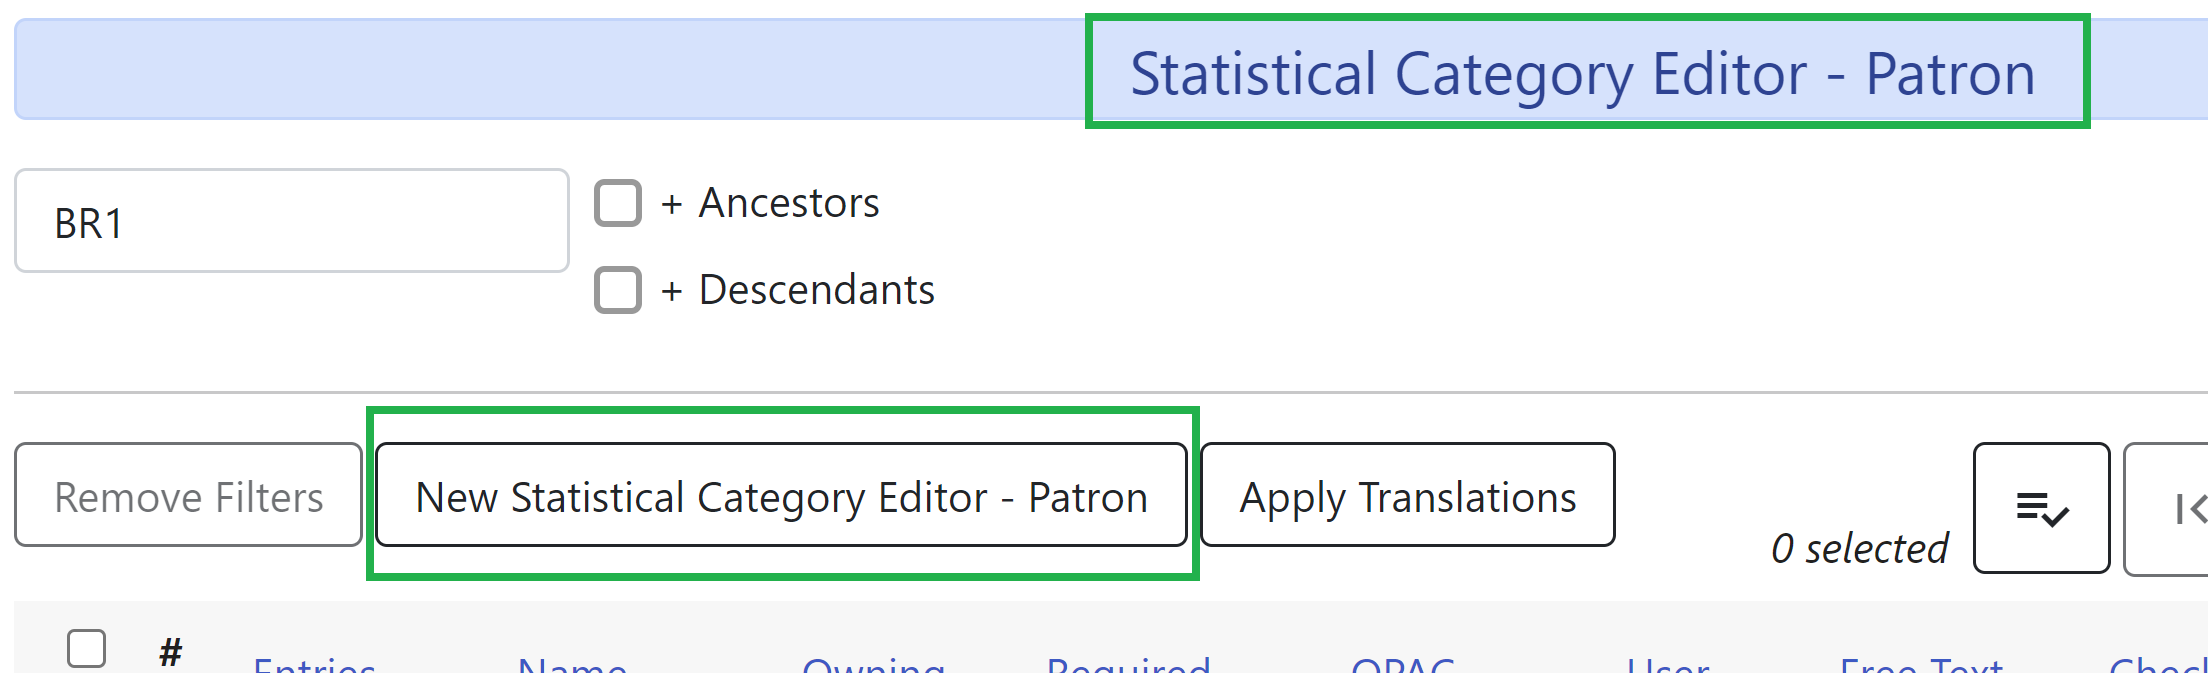 Statistical Category Editor - Patron
BR1
+ Ancestors
+ Descendants
Remove Filters
New Statistical Category Editor - Patron
Apply Translations
0 selected
# Entries Name Owning Required OPAC User Free Text